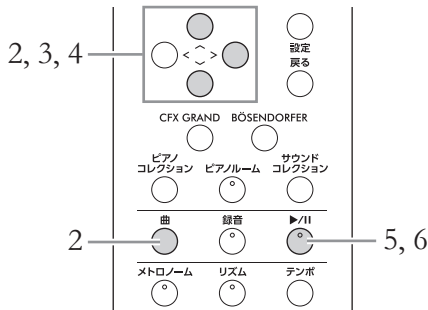 2, 3, 4
設定
戻る
CFX GRAND BÖSENDORFER
ピアノ
コレクション
ピアノルーム
サウンド
コレクション
曲 録音 ▶/II
2
5, 6
メトロノーム リズム テンポ